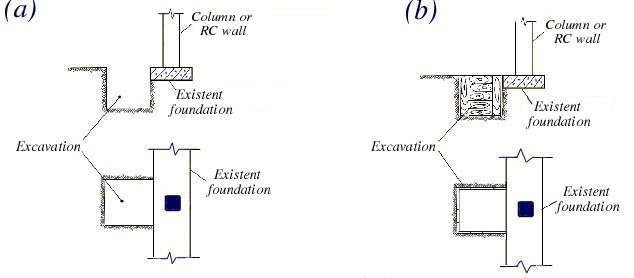 (a)
Column or
RC wall
Existent
foundation
Excavation
Existent
foundation
(b)
Column or
RC wall
Existent
foundation
Excavation
Existent
foundation